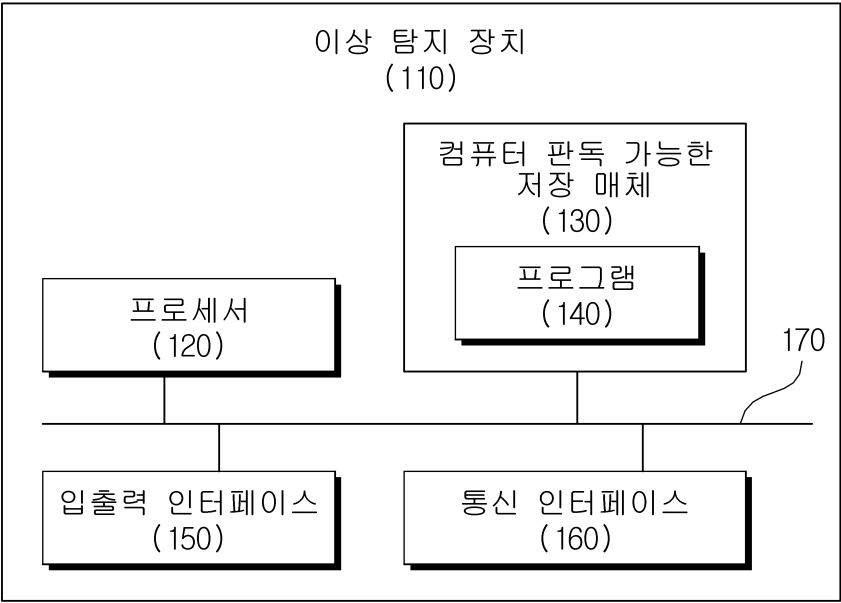 이상 탐지 장치
(110)
컴퓨터 판독 가능한
저장 매체
(130)
프로그램
(140)
프로세서
(120)
170
입출력 인터페이스
(150)
통신 인터페이스
(160)